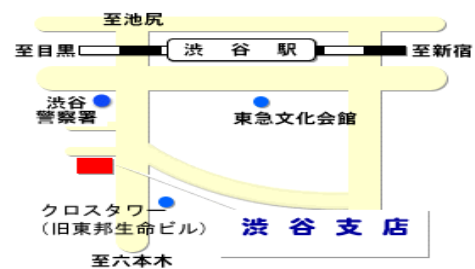 至池尻
至目黒
渋谷駅
至新宿
渋谷
警察署
東急文化会館
クロスタワー
(旧東邦生命ビル)
渋谷支店
至六本木